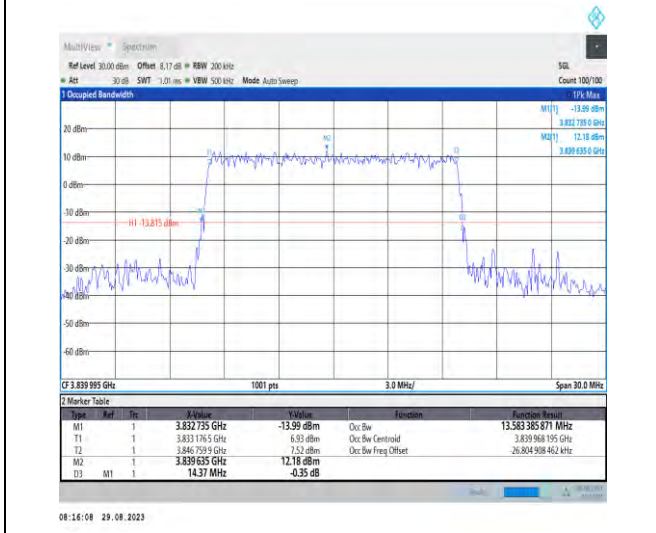 MultiView Spectrum
Ref Level 30.00 dBm Offset 8.17 dB RBW 200 kHz SGL
Att 30 dB SWT 1.01 ms VBW 500 kHz Mode Auto Sweep Count 100/100
1 Occupied Bandwidth 1Pk Max
M1[1] -13.99 dBm
3.832 735 0 GHz
M2[1] 12.18 dBm
3.839 635 0 GHz
20 dBm
M2
10 dBm
0 dBm
-10 dBm
H1 -13.815 dBm
-20 dBm
-30 dBm
-40 dBm
-50 dBm
-60 dBm
CF 3.839 995 GHz 1001 pts 3.0 MHz/ Span 30.0 MHz
2 Marker Table
Type Ref Trc X-Value Y-Value Function Function Result
M1 1 3.832 735 GHz -13.99 dBm Occ Bw 13.583 385 871 MHz
T1 1 3.833 176 5 GHz 6.93 dBm Occ Bw Centroid 3.839 968 195 GHz
T2 1 3.846 759 9 GHz 7.52 dBm Occ Bw Freq Offset -26.804 908 462 kHz
M2 1 3.839 635 GHz 12.18 dBm
D3 M1 1 14.37 MHz -0.35 dB
08:16:08 29.08.2023